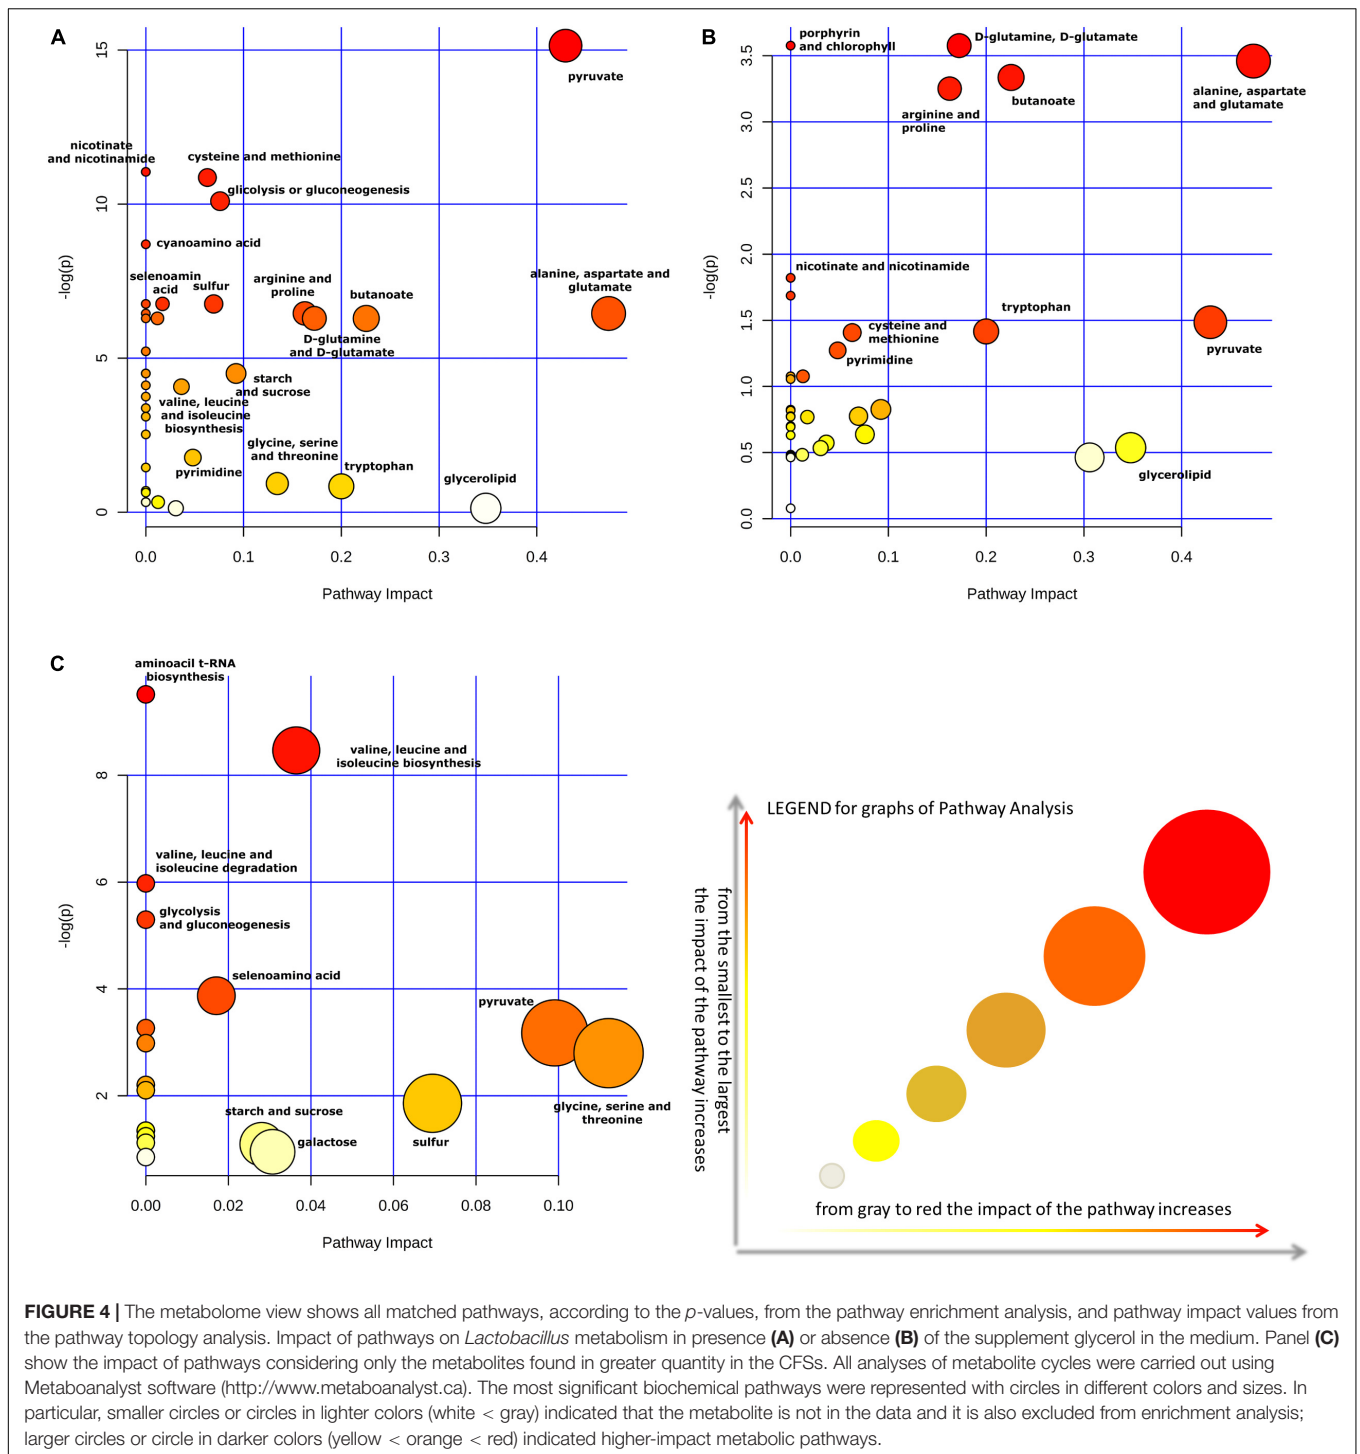 A
15
10
5
0
-log(p)
pyruvate
nicotinate
and nicotinamide
cysteine and methionine
glicolysis or gluconeogenesis
cyanoamino acid
selenoamin
acid
sulfur
arginine and
proline
butanoate
alanine, aspartate and
glutamate
D-glutamine
and D-glutamate
starch
and sucrose
valine, leucine
and isoleucine
biosynthesis
pyrimidine
glycine, serine
and threonine
tryptophan
glycerolipid
0.0 0.1 0.2 0.3 0.4
Pathway Impact
B
3.5
3.0
2.5
2.0
1.5
1.0
0.5
0.0
-log(p)
porphyrin
and chlorophyll
D-glutamine, D-glutamate
butanoate
alanine, aspartate
and glutamate
arginine and
proline
nicotinate and nicotinamide
tryptophan
cysteine and
methionine
pyrimidine
pyruvate
glycerolipid
0.0 0.1 0.2 0.3 0.4
Pathway Impact
C
8
6
4
2
-log(p)
aminoacil t-RNA
biosynthesis
valine, leucine and
isoleucine biosynthesis
valine, leucine and
isoleucine degradation
glycolysis
and gluconeogenesis
selenoamino acid
pyruvate
glycine, serine and
threonine
starch and sucrose
galactose
sulfur
0.00 0.02 0.04 0.06 0.08 0.10
Pathway Impact
LEGEND for graphs of Pathway Analysis
from the smallest to the largest
the impact of the pathway increases
from gray to red the impact of the pathway increases
FIGURE 4 | The metabolome view shows all matched pathways, according to the p-values, from the pathway enrichment analysis, and pathway impact values from
the pathway topology analysis. Impact of pathways on Lactobacillus metabolism in presence (A) or absence (B) of the supplement glycerol in the medium. Panel (C)
show the impact of pathways considering only the metabolites found in greater quantity in the CFSs. All analyses of metabolite cycles were carried out using
Metaboanalyst software (http://www.metaboanalyst.ca). The most significant biochemical pathways were represented with circles in different colors and sizes. In
particular, smaller circles or circles in lighter colors (white < gray) indicated that the metabolite is not in the data and it is also excluded from enrichment analysis;
larger circles or circle in darker colors (yellow < orange < red) indicated higher-impact metabolic pathways.